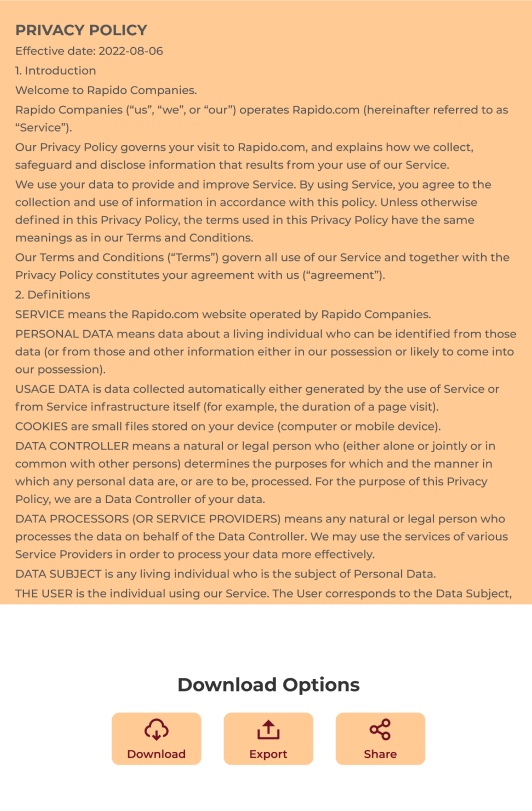 PRIVACY POLICY
Effective date: 2022-08-06
1. Introduction
Welcome to Rapido Companies.
Rapido Companies (“us”, “we”, or “our”) operates Rapido.com (hereinafter referred to as
“Service”).
Our Privacy Policy governs your visit to Rapido.com, and explains how we collect,
safeguard and disclose information that results from your use of our Service.
We use your data to provide and improve Service. By using Service, you agree to the
collection and use of information in accordance with this policy. Unless otherwise
defined in this Privacy Policy, the terms used in this Privacy Policy have the same
meanings as in our Terms and Conditions.
Our Terms and Conditions (“Terms”) govern all use of our Service and together with the
Privacy Policy constitutes your agreement with us (“agreement”).
2. Definitions
SERVICE means the Rapido.com website operated by Rapido Companies.
PERSONAL DATA means data about a living individual who can be identified from those
data (or from those and other information either in our possession or likely to come into
our possession).
USAGE DATA is data collected automatically either generated by the use of Service or
from Service infrastructure itself (for example, the duration of a page visit).
COOKIES are small files stored on your device (computer or mobile device).
DATA CONTROLLER means a natural or legal person who (either alone or jointly or in
common with other persons) determines the purposes for which and the manner in
which any personal data are, or are to be, processed. For the purpose of this Privacy
Policy, we are a Data Controller of your data.
DATA PROCESSORS (OR SERVICE PROVIDERS) means any natural or legal person who
processes the data on behalf of the Data Controller. We may use the services of various
Service Providers in order to process your data more effectively.
DATA SUBJECT is any living individual who is the subject of Personal Data.
THE USER is the individual using our Service. The User corresponds to the Data Subject,
Download Options
Download
Export
Share